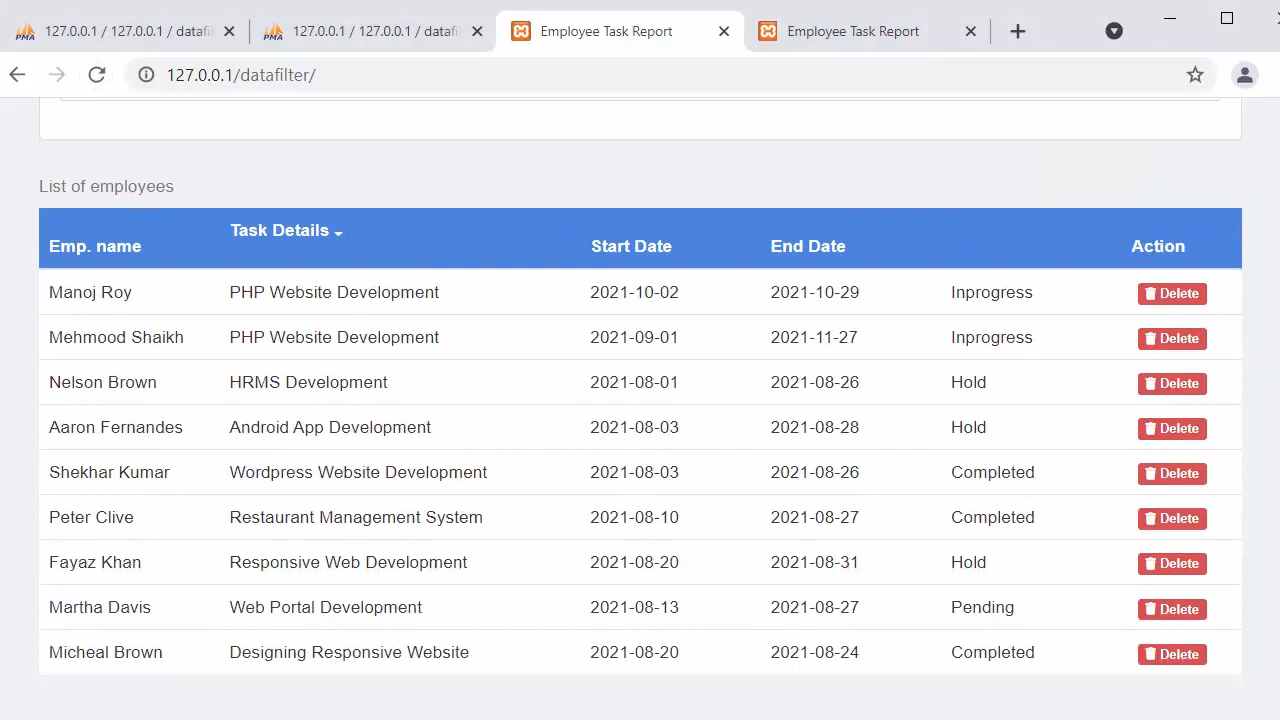 PMA 127.0.0.1 / 127.0.0.1 / datafil PMA 127.0.0.1 / 127.0.0.1 / datafil Employee Task Report Employee Task Report
127.0.0.1/datafilter/
List of employees
Emp. name Task Details Start Date End Date Action
Manoj Roy PHP Website Development 2021-10-02 2021-10-29 Inprogress Delete
Mehmood Shaikh PHP Website Development 2021-09-01 2021-11-27 Inprogress Delete
Nelson Brown HRMS Development 2021-08-01 2021-08-26 Hold Delete
Aaron Fernandes Android App Development 2021-08-03 2021-08-28 Hold Delete
Shekhar Kumar Wordpress Website Development 2021-08-03 2021-08-26 Completed Delete
Peter Clive Restaurant Management System 2021-08-10 2021-08-27 Completed Delete
Fayaz Khan Responsive Web Development 2021-08-20 2021-08-31 Hold Delete
Martha Davis Web Portal Development 2021-08-13 2021-08-27 Pending Delete
Micheal Brown Designing Responsive Website 2021-08-20 2021-08-24 Completed Delete